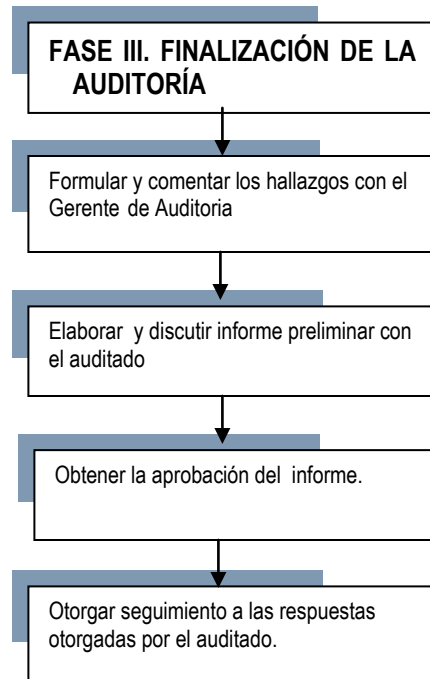 FASE III. FINALIZACIÓN DE LA
AUDITORÍA
Formular y comentar los hallazgos con el
Gerente de Auditoria
Elaborar y discutir informe preliminar con
el auditado
Obtener la aprobación del informe.
Otorgar seguimiento a las respuestas
otorgadas por el auditado.